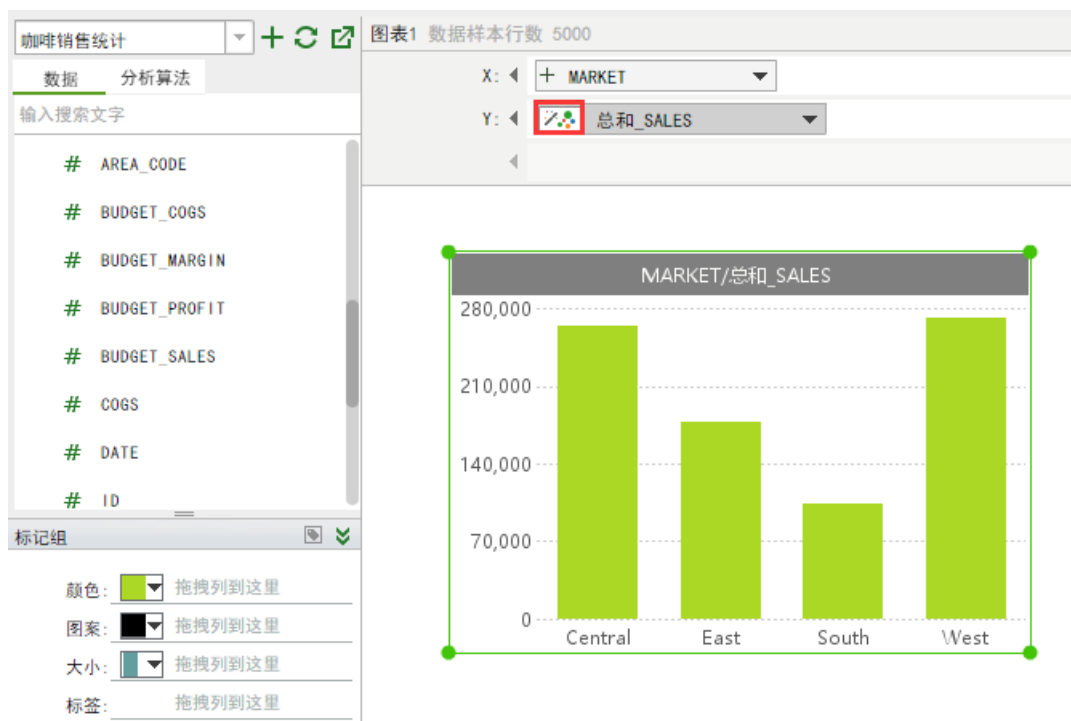 咖啡销售统计
数据 分析算法
输入搜索文字
# AREA_CODE
# BUDGET_COGS
# BUDGET_MARGIN
# BUDGET_PROFIT
# BUDGET_SALES
# COGS
# DATE
# ID
标记组
颜色: 拖拽列到这里
图案: 拖拽列到这里
大小: 拖拽列到这里
标签: 拖拽列到这里
图表1 数据样本行数 5000
X: + MARKET
Y: 总和_SALES
MARKET/总和_SALES
280,000
210,000
140,000
70,000
0
Central East South West